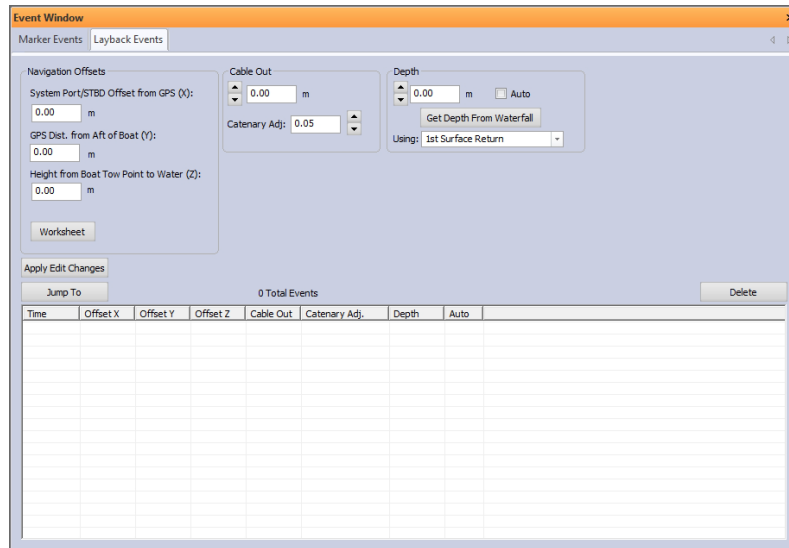 Event Window
Marker Events Layback Events
Navigation Offsets
System Port/STBD Offset from GPS (X):
0.00 m
GPS Dist. from Aft of Boat (Y):
0.00 m
Height from Boat Tow Point to Water (Z):
0.00 m
Worksheet
Cable Out
0.00 m
Catenary Adj: 0.05
Depth
0.00 m Auto
Get Depth From Waterfall
Using: 1st Surface Return
Apply Edit Changes
Jump To 0 Total Events Delete
Time Offset X Offset Y Offset Z Cable Out Catenary Adj. Depth Auto